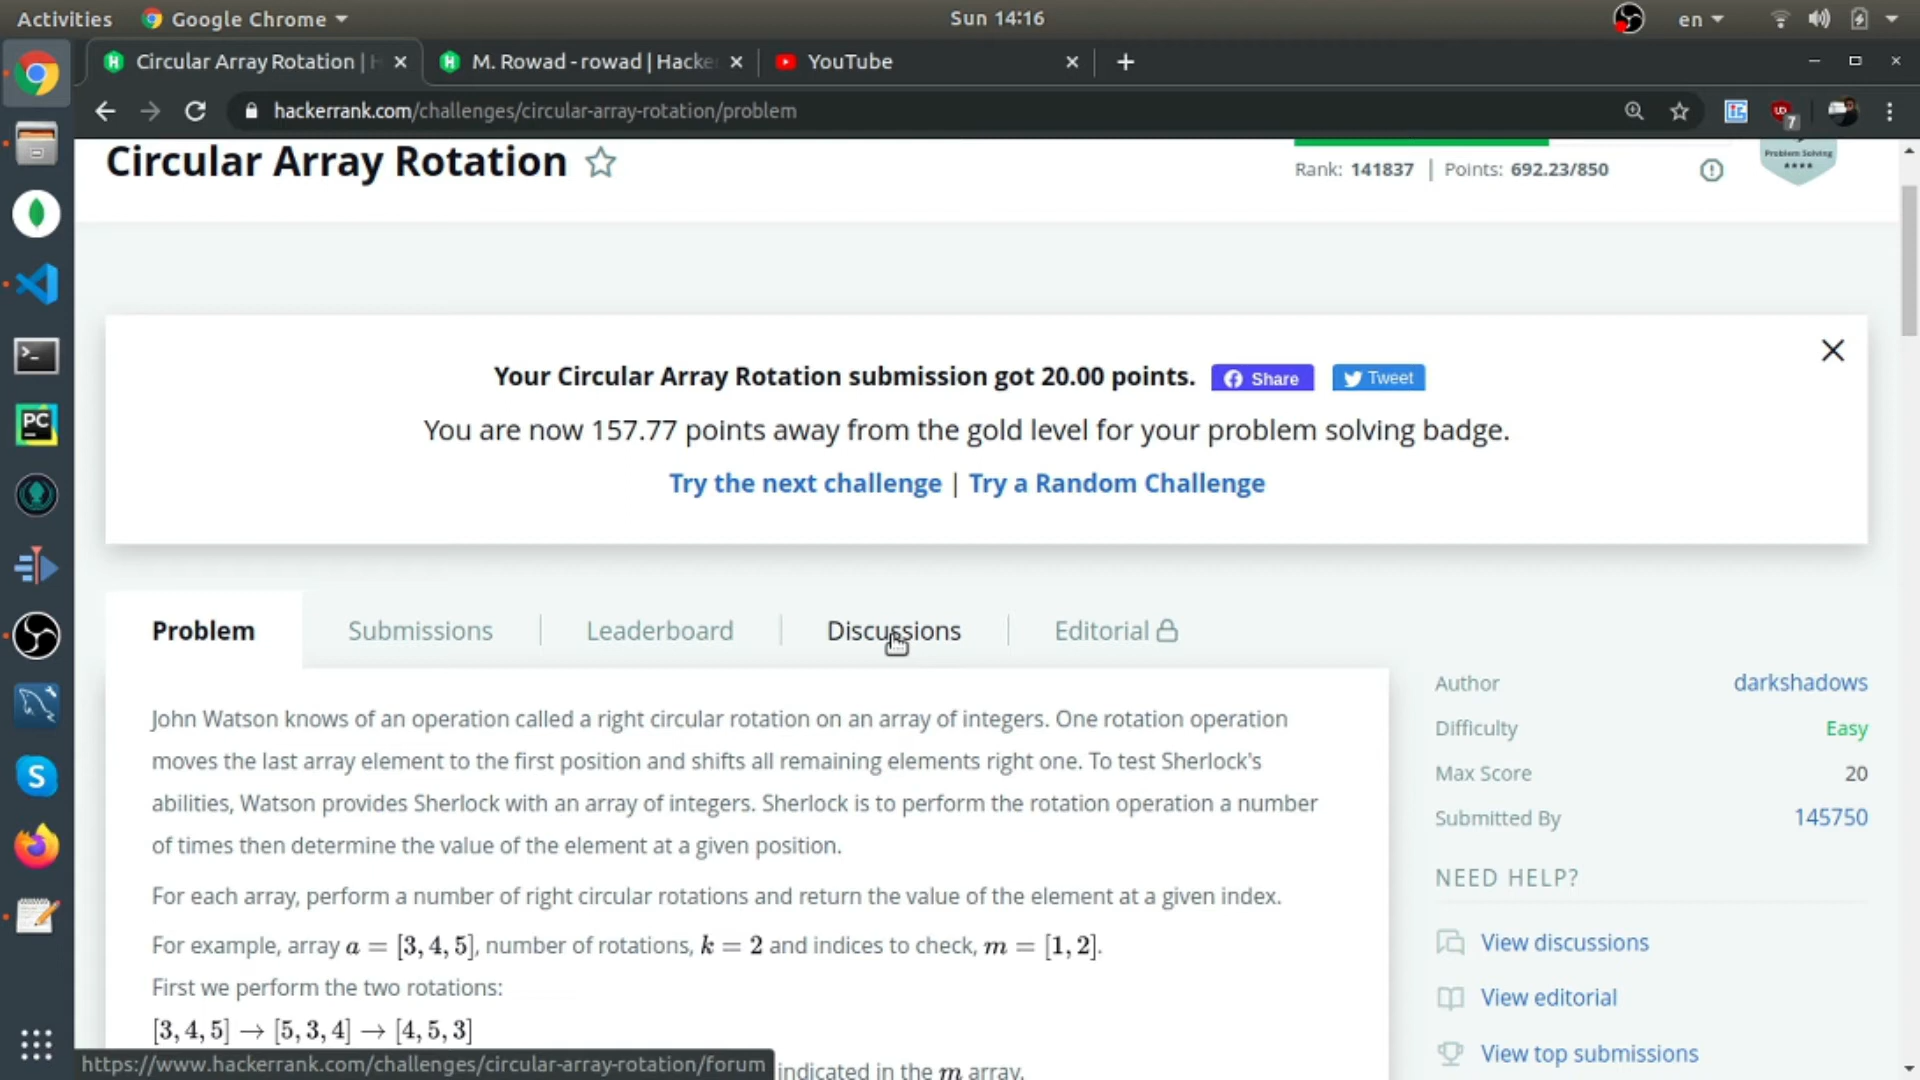 Activities Google Chrome Sun 14:16 en
Circular Array Rotation | H M. Rowad - rowad | Hacke YouTube
hackerrank.com/challenges/circular-array-rotation/problem 7
Circular Array Rotation
Rank: 141837 | Points: 692.23/850
Problem Solving
Your Circular Array Rotation submission got 20.00 points. Share Tweet
You are now 157.77 points away from the gold level for your problem solving badge.
Try the next challenge | Try a Random Challenge
Problem Submissions Leaderboard Discussions Editorial
John Watson knows of an operation called a right circular rotation on an array of integers. One rotation operation
moves the last array element to the first position and shifts all remaining elements right one. To test Sherlock's
abilities, Watson provides Sherlock with an array of integers. Sherlock is to perform the rotation operation a number
of times then determine the value of the element at a given position.
For each array, perform a number of right circular rotations and return the value of the element at a given index.
For example, array a = [3, 4, 5], number of rotations, k = 2 and indices to check, m = [1, 2].
First we perform the two rotations:
[3, 4, 5] → [5, 3, 4] → [4, 5, 3]
indicated in the m array.
Author darkshadows
Difficulty Easy
Max Score 20
Submitted By 145750
NEED HELP?
View discussions
View editorial
View top submissions
https://www.hackerrank.com/challenges/circular-array-rotation/forum
PC
S